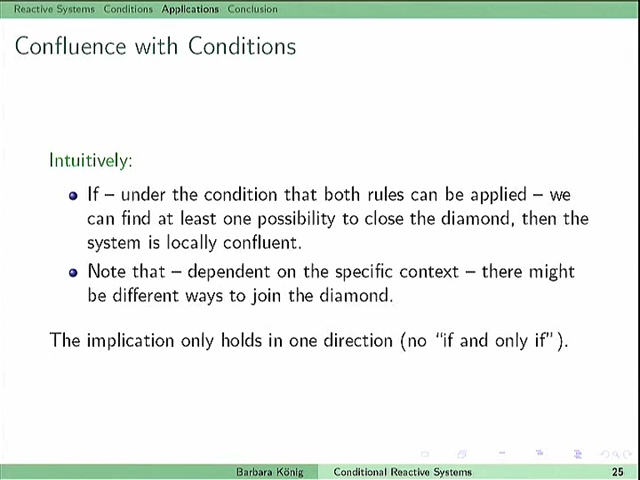 Reactive Systems Conditions Applications Conclusion
Confluence with Conditions
Intuitively:
If – under the condition that both rules can be applied – we
can find at least one possibility to close the diamond, then the
system is locally confluent.
Note that – dependent on the specific context – there might
be different ways to join the diamond.
The implication only holds in one direction (no “if and only if”).
Barbara König Conditional Reactive Systems 25